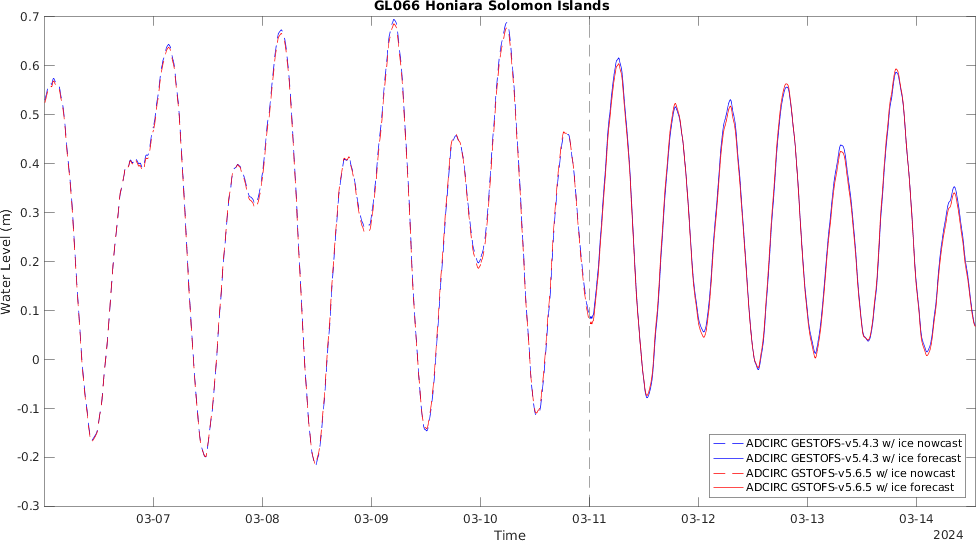 GL066 Honiara Solomon Islands
0.7
0.6
0.5
0.4
0.3
0.2
0.1
0
-0.1
-0.2
-0.3
Water Level (m)
ADCIRC GESTOFS-v5.4.3 w/ ice nowcast
ADCIRC GESTOFS-v5.4.3 w/ ice forecast
ADCIRC GSTOFS-v5.6.5 w/ ice nowcast
ADCIRC GSTOFS-v5.6.5 w/ ice forecast
03-07 03-08 03-09 03-10 03-11 03-12 03-13 03-14
Time
2024